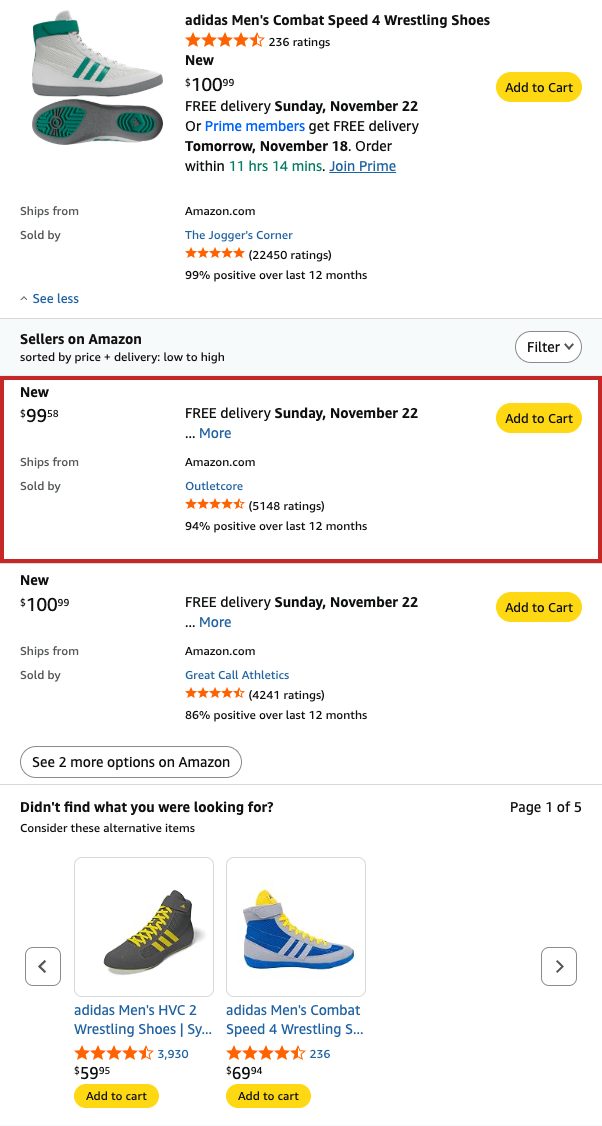 adidas Men's Combat Speed 4 Wrestling Shoes
236 ratings
New
$100⁹⁹
Add to Cart
FREE delivery Sunday, November 22
Or Prime members get FREE delivery
Tomorrow, November 18. Order
within 11 hrs 14 mins. Join Prime
Ships from Amazon.com
Sold by The Jogger's Corner
(22450 ratings)
99% positive over last 12 months
See less
Sellers on Amazon
sorted by price + delivery: low to high
Filter
New
$99⁵⁸ FREE delivery Sunday, November 22 Add to Cart
... More
Ships from Amazon.com
Sold by Outletcore
(5148 ratings)
94% positive over last 12 months
New
$100⁹⁹ FREE delivery Sunday, November 22 Add to Cart
... More
Ships from Amazon.com
Sold by Great Call Athletics
(4241 ratings)
86% positive over last 12 months
See 2 more options on Amazon
Didn't find what you were looking for? Page 1 of 5
Consider these alternative items
adidas Men's HVC 2
Wrestling Shoes | Sy...
3,930
$59⁹⁵
Add to cart
adidas Men's Combat
Speed 4 Wrestling S...
236
$69⁹⁴
Add to cart